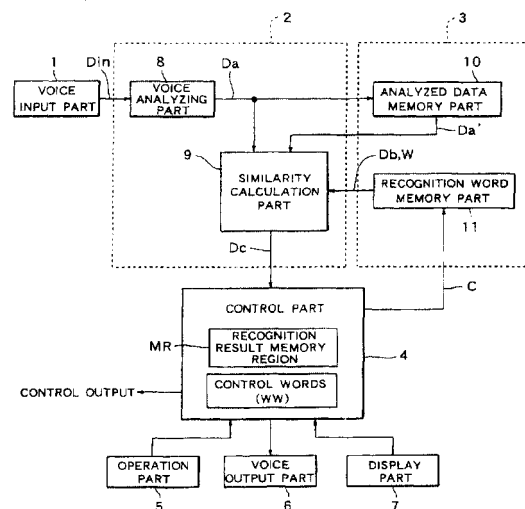 2
3
1
Din
8
Da
10
VOICE
INPUT PART
VOICE
ANALYZING
PART
ANALYZED DATA
MEMORY PART
Da'
9
Db,W
SIMILARITY
CALCULATION
PART
RECOGNITION WORD
MEMORY PART
11
Dc
C
CONTROL PART
MR
RECOGNITION
RESULT MEMORY
REGION
4
CONTROL OUTPUT
CONTROL WORDS
(WW)
OPERATION
PART
VOICE
OUTPUT PART
DISPLAY
PART
5
6
7